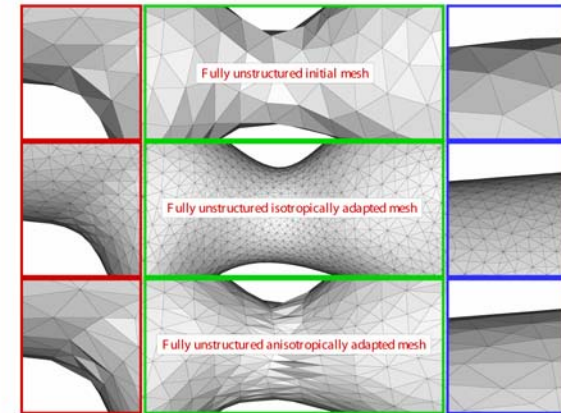 Fully unstructured initial mesh
Fully unstructured isotropically adapted mesh
Fully unstructured anisotropically adapted mesh